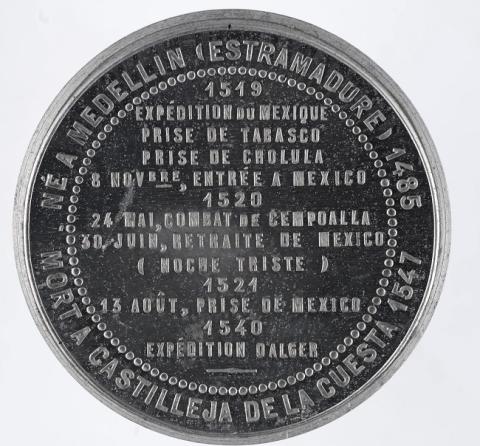 NÉ A MEDELLIN (ESTRAMADURE) 1485
1519
EXPÉDITION DU MEXIQUE
PRISE DE TABASCO
PRISE DE CHOLULA
8 NOVBRE, ENTRÉE A MEXICO
1520
24 MAI, COMBAT DE CEMPOALLA
30 JUIN, RETRAITE DE MEXICO
( NOCHE TRISTE )
1521
13 AOÛT, PRISE DE MEXICO
1540
EXPEDITION D'ALGER
MORT A CASTILLEJA DE LA CUESTA 1547